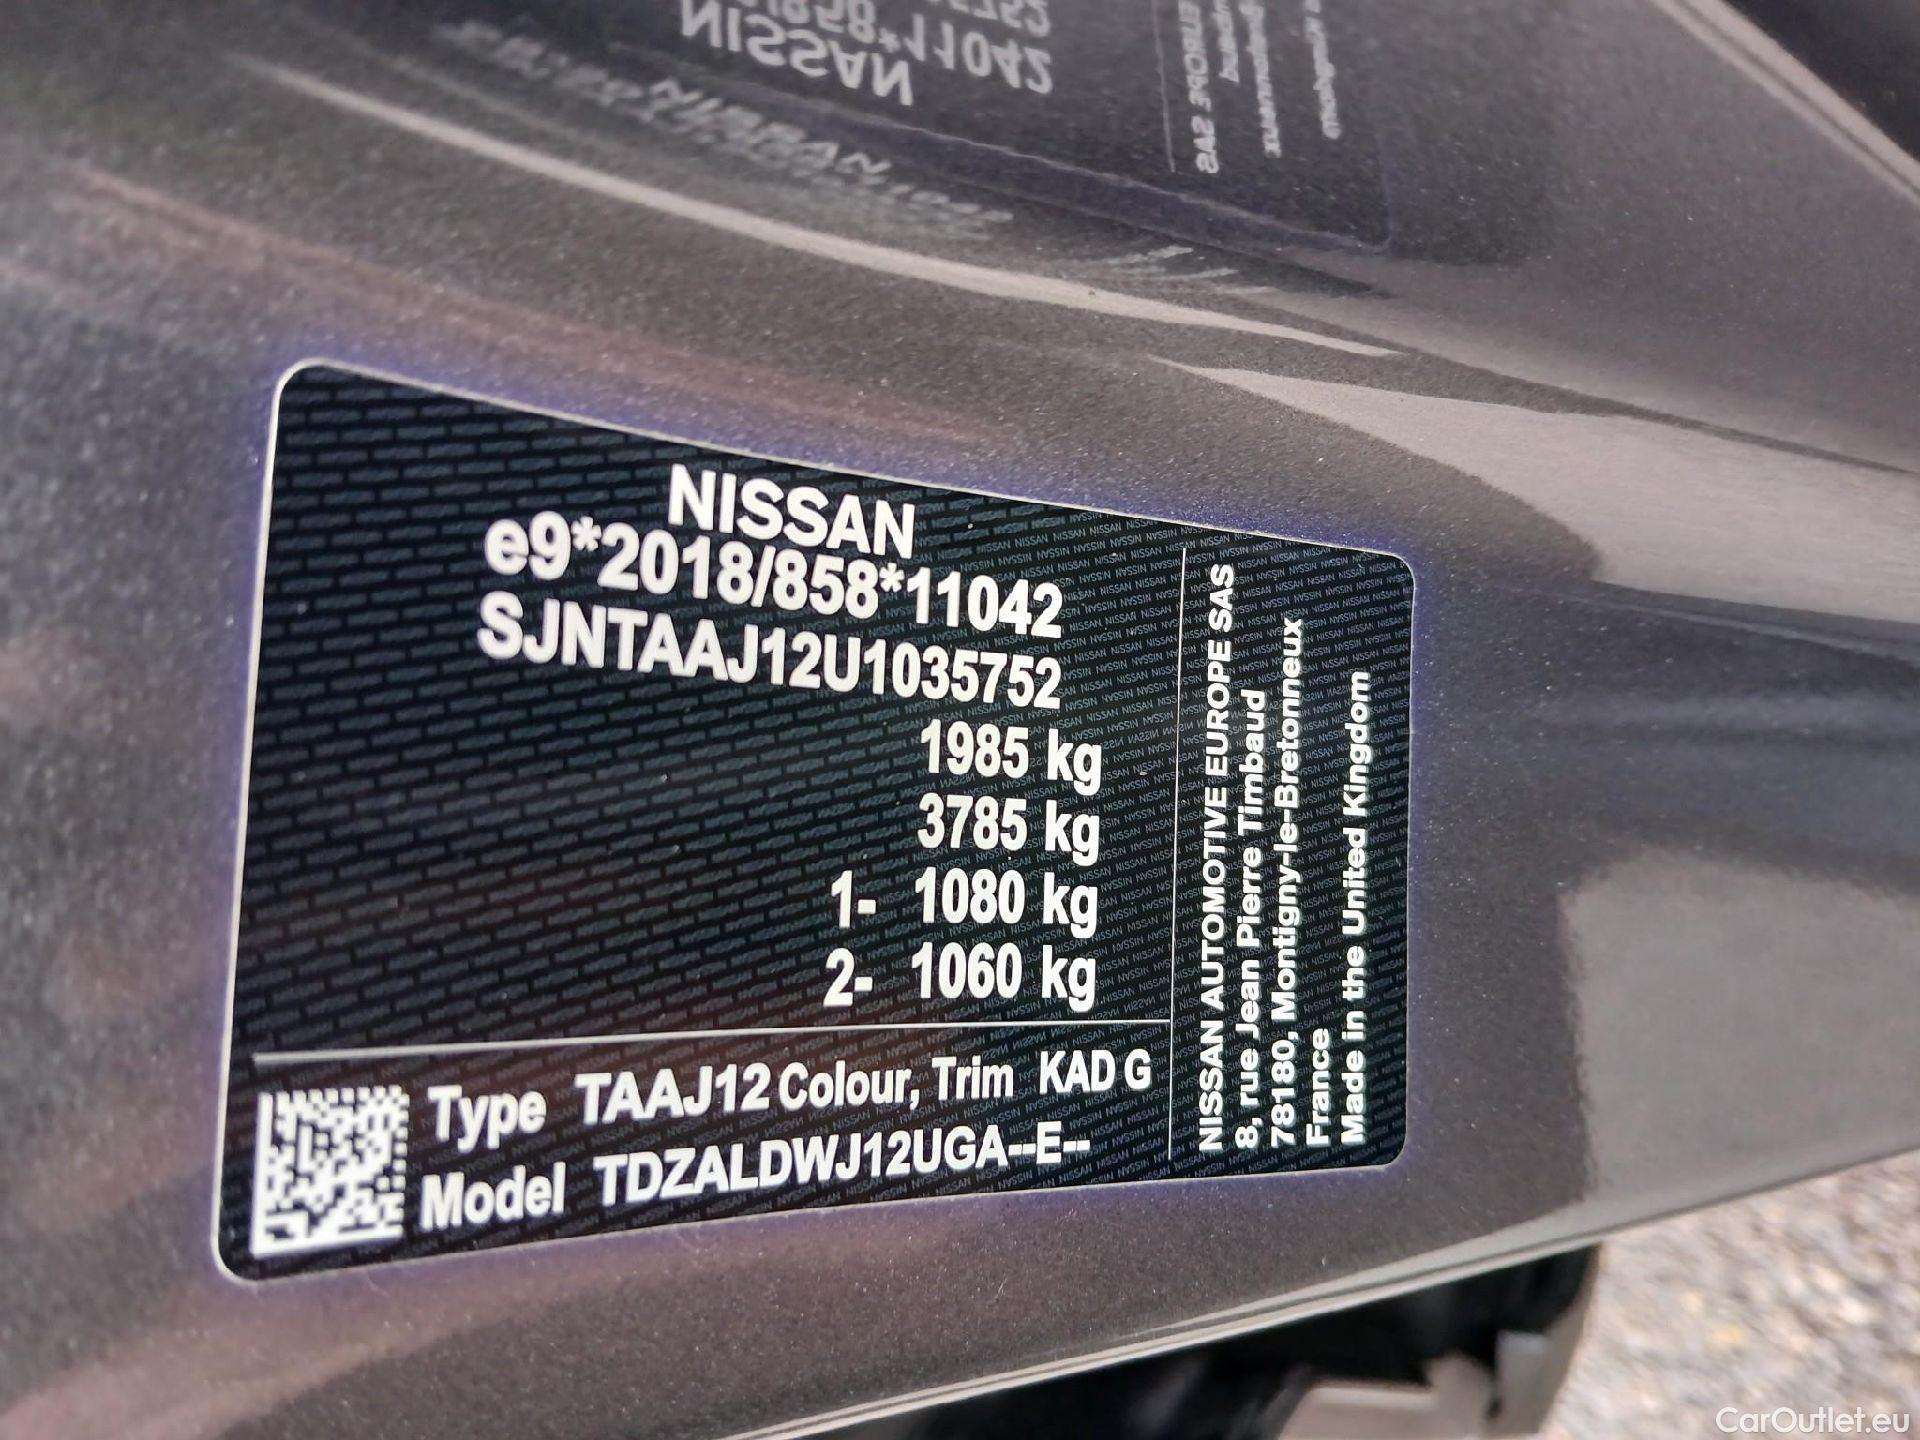 NISSAN
e9*2018/858*11042
SJNTAAJ12U1035752
1985 kg
3785 kg
1- 1080 kg
2- 1060 kg
Type TAAJ12 Colour, Trim KAD G
Model TDZALDWJ12UGA--E--
NISSAN AUTOMOTIVE EUROPE SAS
8, rue Jean Pierre Timbaud
78180, Montigny-le-Bretonneux
France
Made in the United Kingdom
CarOutlet.eu